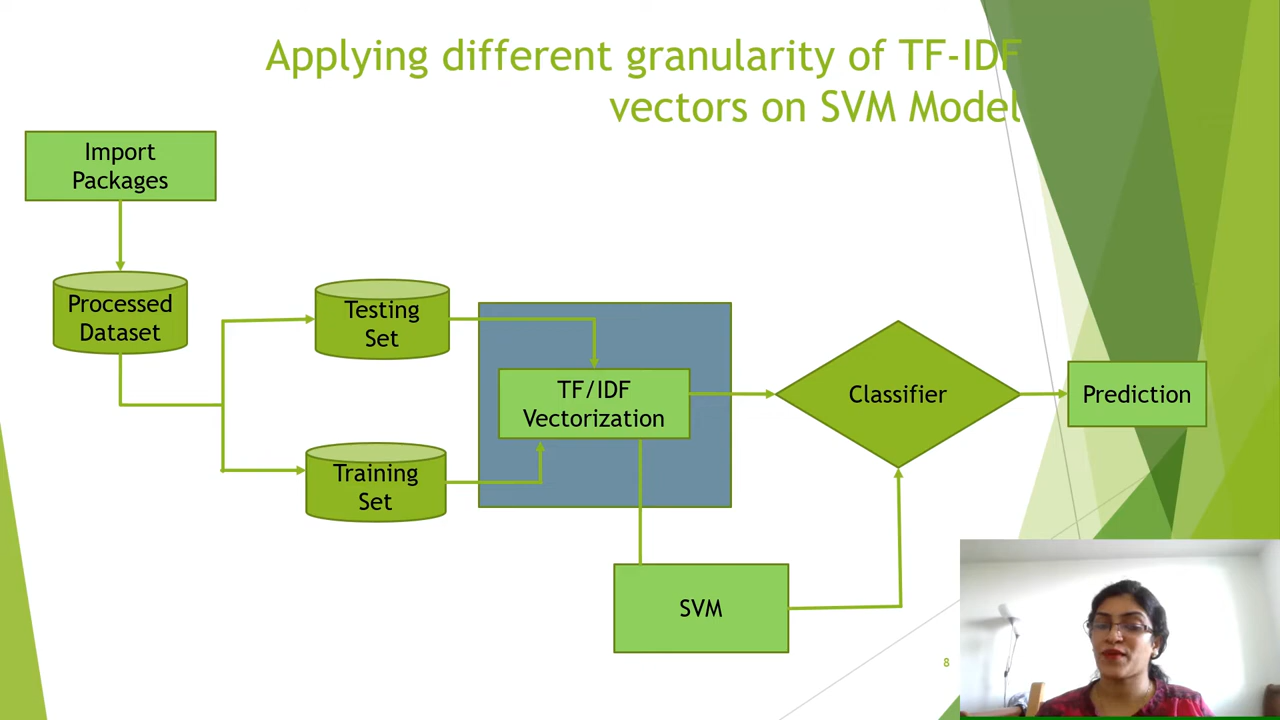 Applying different granularity of TF-IDF
vectors on SVM Model
Import
Packages
Processed
Dataset
Testing
Set
Training
Set
TF/IDF
Vectorization
Classifier
Prediction
SVM
8